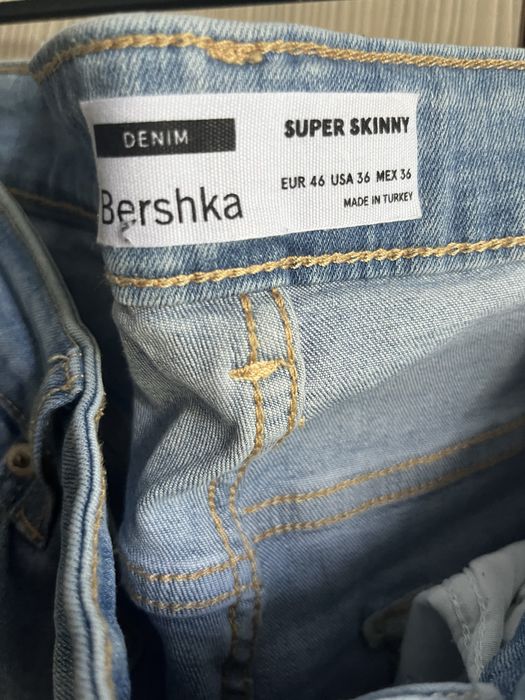 DENIM
Bershka
SUPER SKINNY
EUR 46 USA 36 MEX 36
MADE IN TURKEY